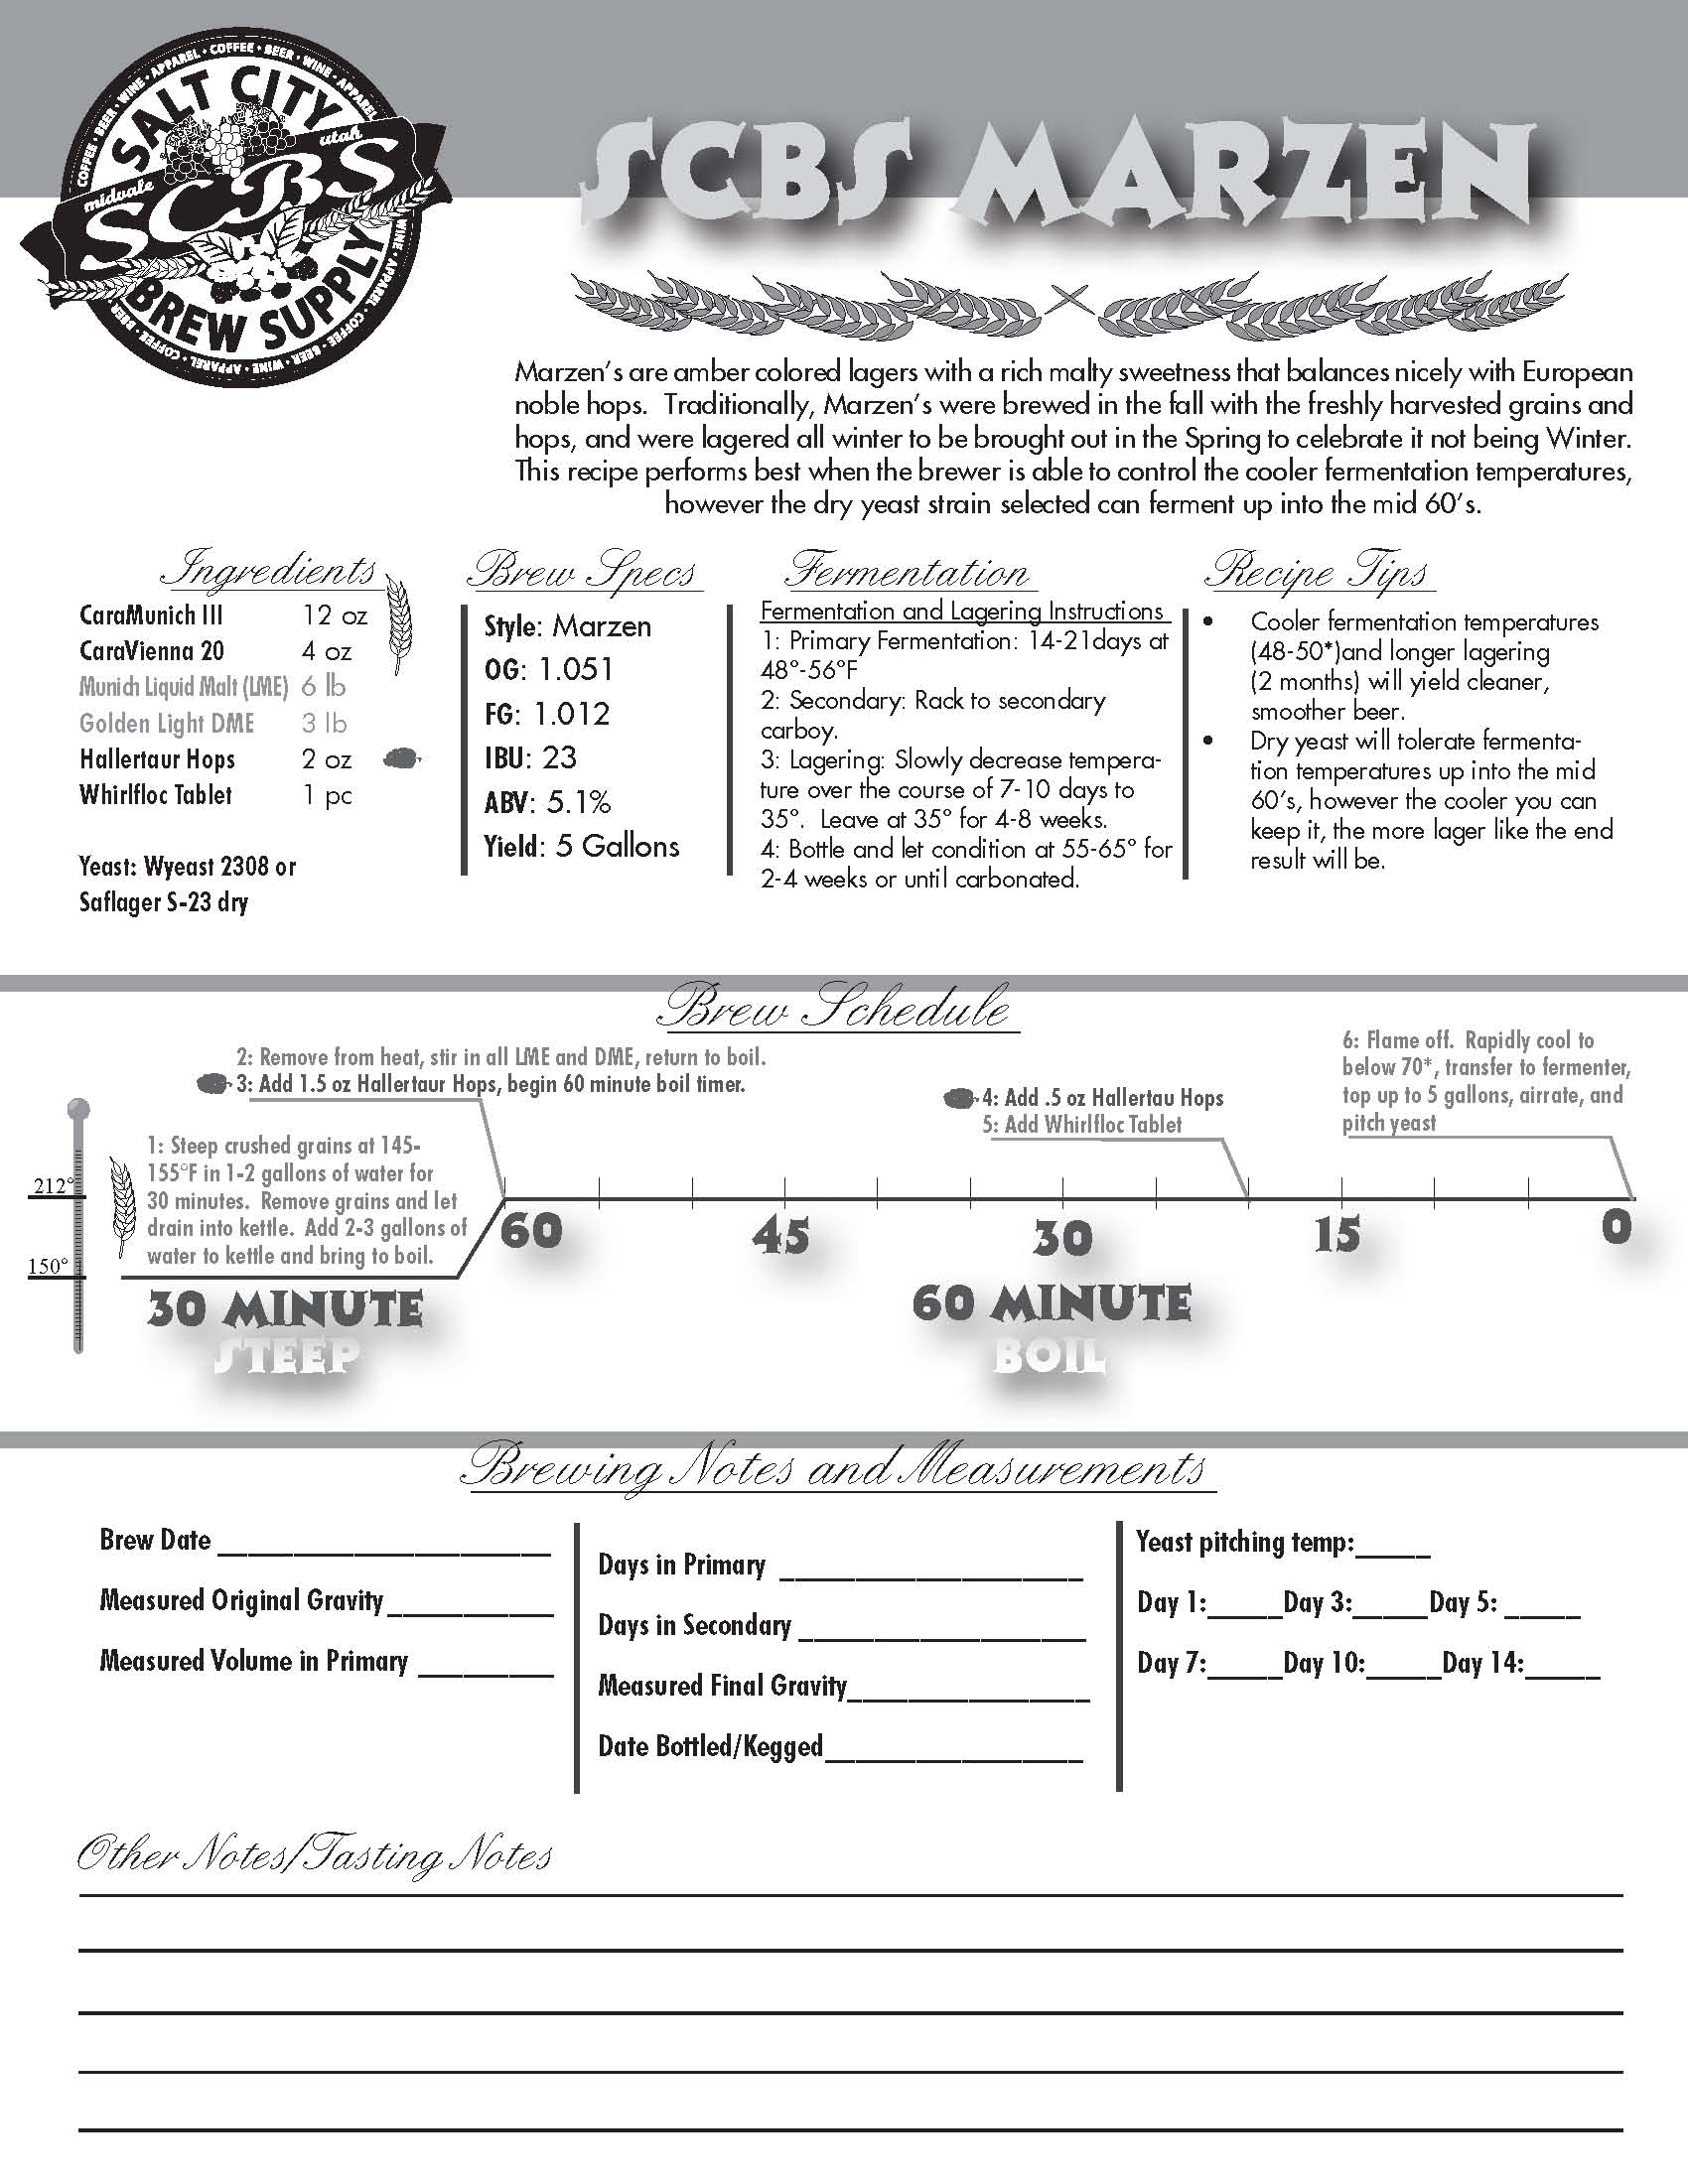 COFFEE • BEER • WINE • APPAREL • COFFEE • BEER • WINE • APPAREL
SALT CITY
midvale
utah
SCBS
BREW SUPPLY
SCBS MARZEN
Marzen's are amber colored lagers with a rich malty sweetness that balances nicely with European
noble hops.  Traditionally, Marzen's were brewed in the fall with the freshly harvested grains and
hops, and were lagered all winter to be brought out in the Spring to celebrate it not being Winter.
This recipe performs best when the brewer is able to control the cooler fermentation temperatures,
however the dry yeast strain selected can ferment up into the mid 60's.
Ingredients
CaraMunich III 12 oz
CaraVienna 20 4 oz
Munich Liquid Malt (LME) 6 lb
Golden Light DME 3 lb
Hallertaur Hops 2 oz
Whirlfloc Tablet 1 pc
Yeast: Wyeast 2308 or
Saflager S-23 dry
Brew Specs
Style: Marzen
OG: 1.051
FG: 1.012
IBU: 23
ABV: 5.1%
Yield: 5 Gallons
Fermentation
Fermentation and Lagering Instructions
1: Primary Fermentation: 14-21days at
48°-56°F
2: Secondary: Rack to secondary
carboy.
3: Lagering: Slowly decrease tempera-
ture over the course of 7-10 days to
35°.  Leave at 35° for 4-8 weeks.
4: Bottle and let condition at 55-65° for
2-4 weeks or until carbonated.
Recipe Tips
• Cooler fermentation temperatures
(48-50*)and longer lagering
(2 months) will yield cleaner,
smoother beer.
• Dry yeast will tolerate fermenta-
tion temperatures up into the mid
60's, however the cooler you can
keep it, the more lager like the end
result will be.
Brew Schedule
2: Remove from heat, stir in all LME and DME, return to boil.
3: Add 1.5 oz Hallertaur Hops, begin 60 minute boil timer.
4: Add .5 oz Hallertau Hops
5: Add Whirlfloc Tablet
6: Flame off.  Rapidly cool to
below 70*, transfer to fermenter,
top up to 5 gallons, airrate, and
pitch yeast
1: Steep crushed grains at 145-
155°F in 1-2 gallons of water for
30 minutes.  Remove grains and let
drain into kettle.  Add 2-3 gallons of
water to kettle and bring to boil.
212°
150°
60 45 30 15 0
30 MINUTE
STEEP
60 MINUTE
BOIL
Brewing Notes and Measurements
Brew Date ______________________
Measured Original Gravity___________
Measured Volume in Primary _________
Days in Primary ____________________
Days in Secondary ___________________
Measured Final Gravity________________
Date Bottled/Kegged_________________
Yeast pitching temp:_____
Day 1:_____Day 3:_____Day 5: _____
Day 7:_____Day 10:_____Day 14:_____
Other Notes/Tasting Notes